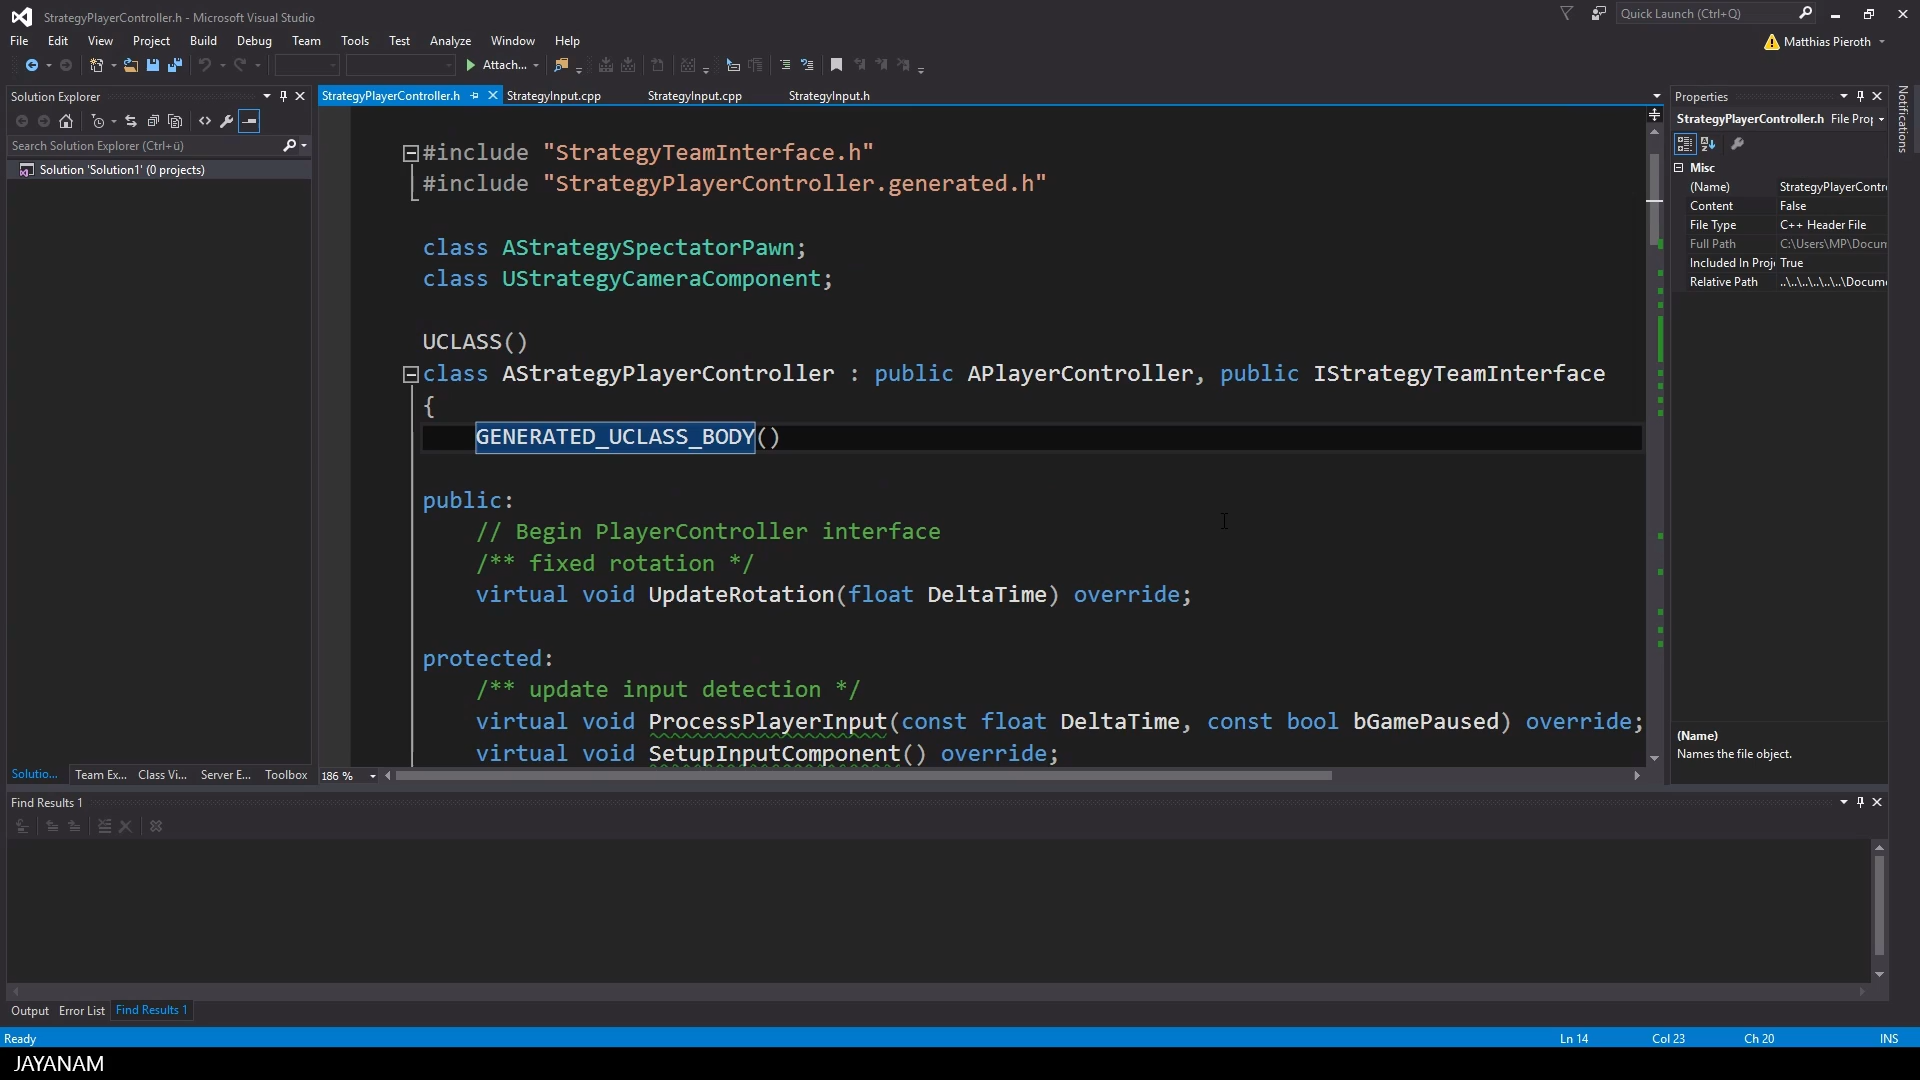 StrategyPlayerController.h - Microsoft Visual Studio
Quick Launch (Ctrl+Q)
File Edit View Project Build Debug Team Tools Test Analyze Window Help
Matthias Pieroth
Attach...
Solution Explorer
Search Solution Explorer (Ctrl+ü)
Solution 'Solution1' (0 projects)
StrategyPlayerController.h StrategyInput.cpp StrategyInput.cpp StrategyInput.h
#include "StrategyTeamInterface.h"
#include "StrategyPlayerController.generated.h"
class AStrategySpectatorPawn;
class UStrategyCameraComponent;
UCLASS()
class AStrategyPlayerController : public APlayerController, public IStrategyTeamInterface
{
GENERATED_UCLASS_BODY()
public:
// Begin PlayerController interface
/** fixed rotation */
virtual void UpdateRotation(float DeltaTime) override;
protected:
/** update input detection */
virtual void ProcessPlayerInput(const float DeltaTime, const bool bGamePaused) override;
virtual void SetupInputComponent() override;
186 %
Properties
StrategyPlayerController.h File Prop
Misc
(Name) StrategyPlayerContr
Content False
File Type C++ Header File
Full Path C:\Users\MP\Docum
Included In Proj True
Relative Path ..\..\..\..\..\Docume
(Name)
Names the file object.
Notifications
Solutio... Team Ex... Class Vi... Server E... Toolbox
Find Results 1
Output Error List Find Results 1
Ready Ln 14 Col 23 Ch 20 INS
JAYANAM